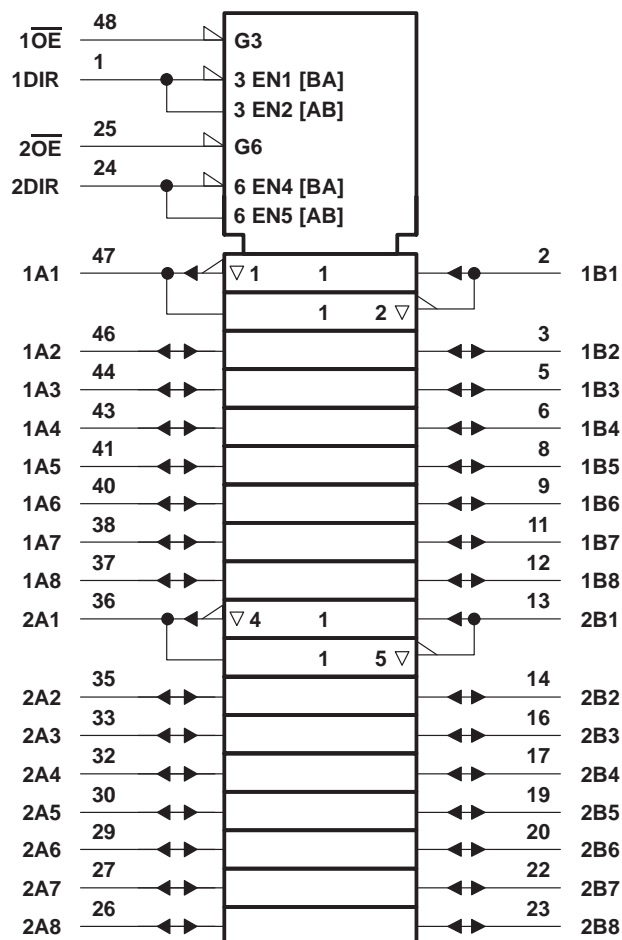 1O̅E̅ 48 G3
1DIR 1 3 EN1 [BA]
3 EN2 [AB]
2O̅E̅ 25 G6
2DIR 24 6 EN4 [BA]
6 EN5 [AB]
1A1 47 ▽ 1 1 2 1B1
1 2 ▽
1A2 46 3 1B2
1A3 44 5 1B3
1A4 43 6 1B4
1A5 41 8 1B5
1A6 40 9 1B6
1A7 38 11 1B7
1A8 37 12 1B8
2A1 36 ▽ 4 1 13 2B1
1 5 ▽
2A2 35 14 2B2
2A3 33 16 2B3
2A4 32 17 2B4
2A5 30 19 2B5
2A6 29 20 2B6
2A7 27 22 2B7
2A8 26 23 2B8